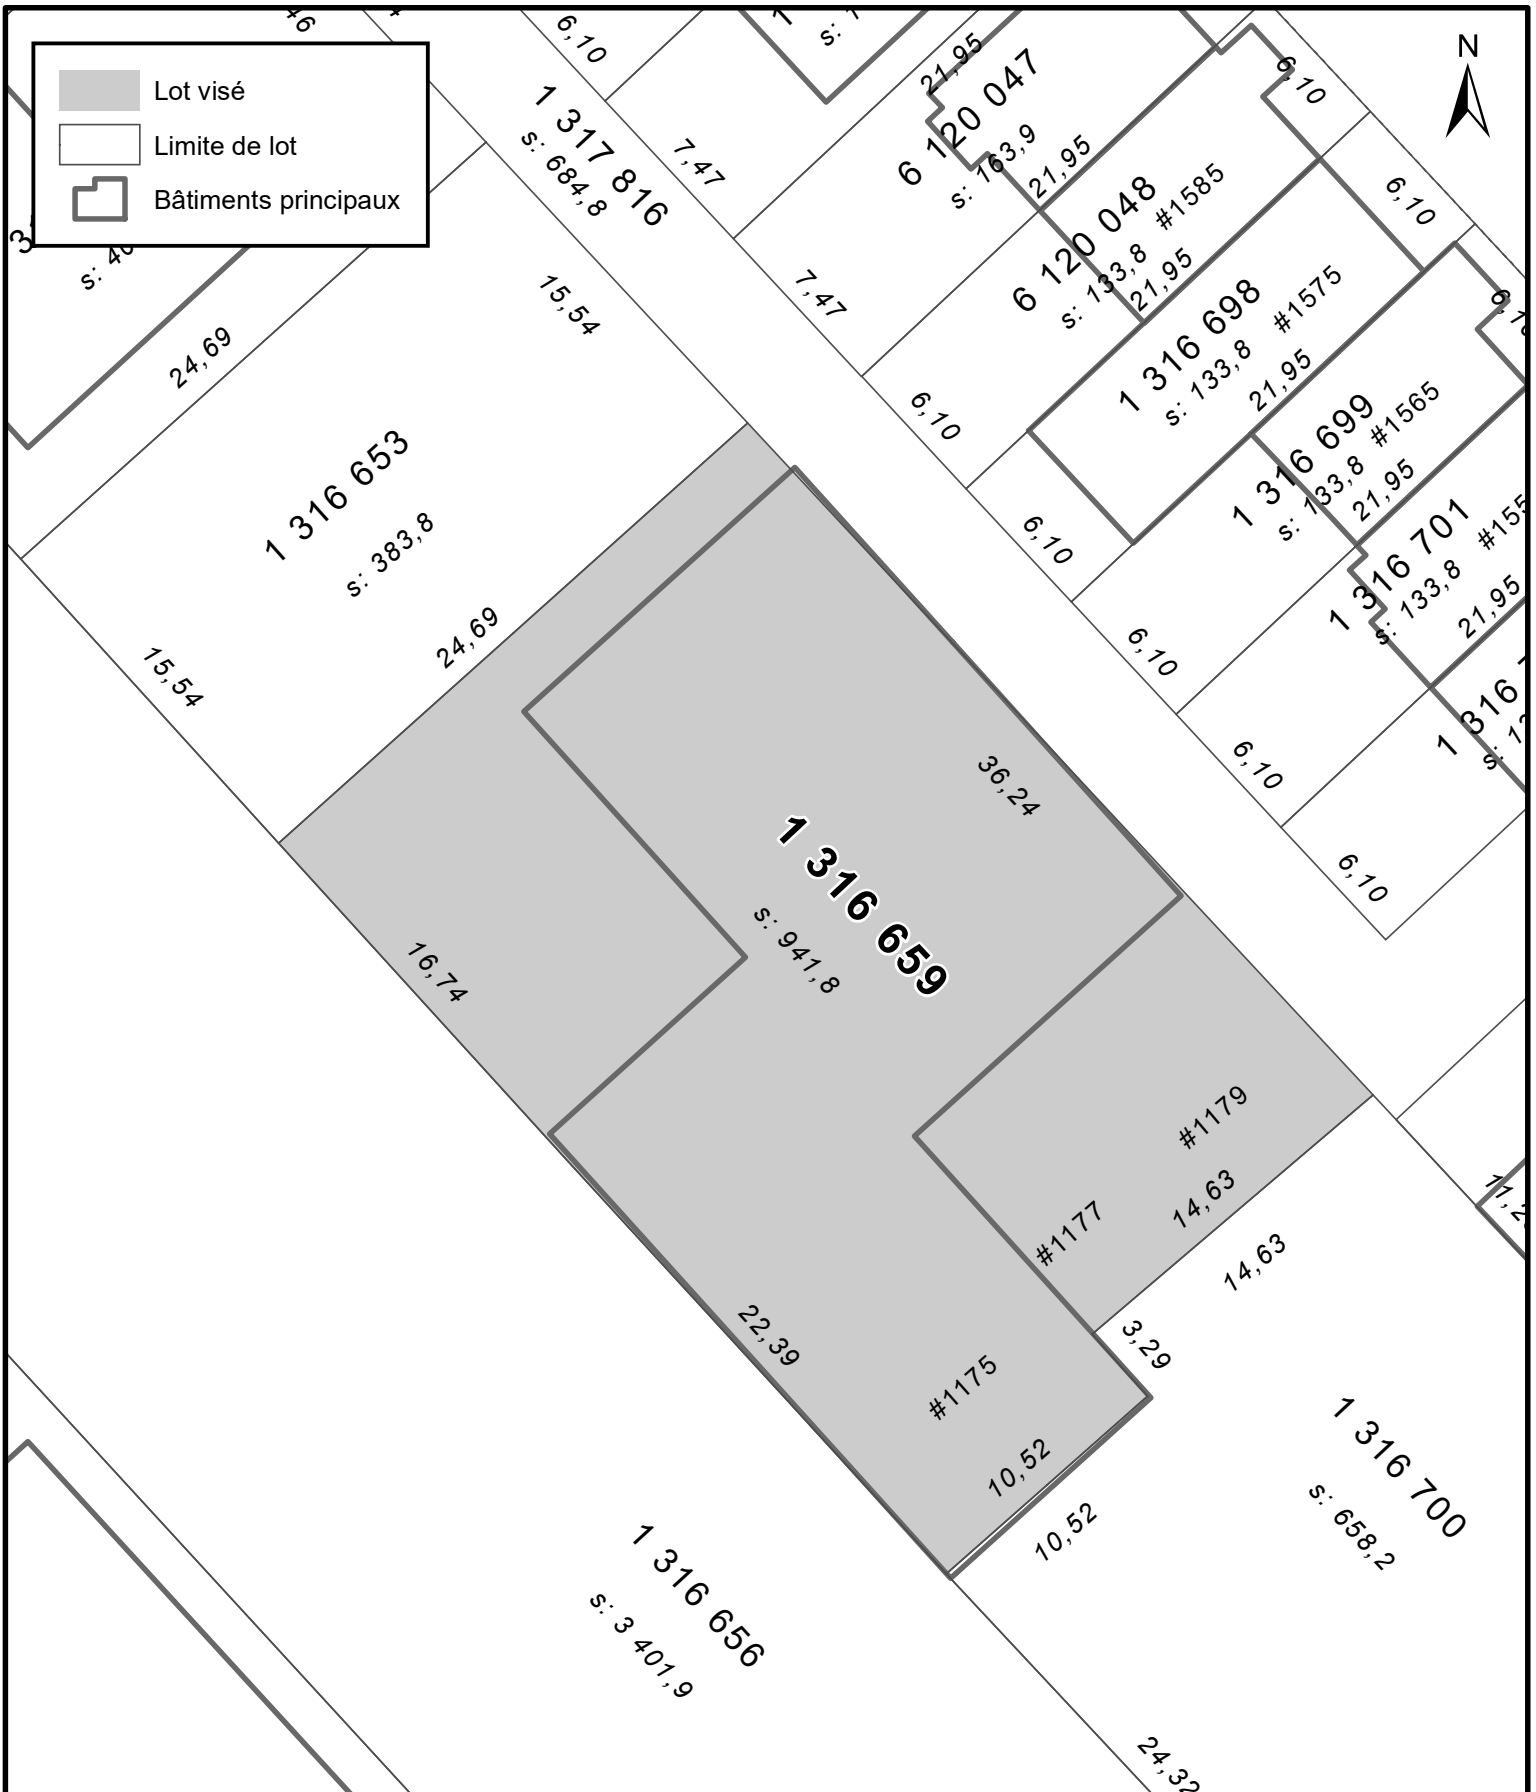 Lot visé
Limite de lot
Bâtiments principaux
N
46
6,10
1 317 816
s: 684,8
7,47
21,95
6 120 047
s: 163,9
21,95
6,10
6 120 048
s: 133,8
#1585
21,95
6,10
7,47
1 316 698
s: 133,8
#1575
21,95
15,54
24,69
6,10
1 316 699
s: 133,8
#1565
21,95
1 316 653
s: 383,8
6,10
1 316 701
s: 133,8
21,95
24,69
15,54
6,10
6,10
6,10
36,24
1 316 659
s: 941,8
16,74
#1179
14,63
#1177
14,63
22,39
3,29
#1175
10,52
10,52
1 316 700
s: 658,2
1 316 656
s: 3 401,9
24,32